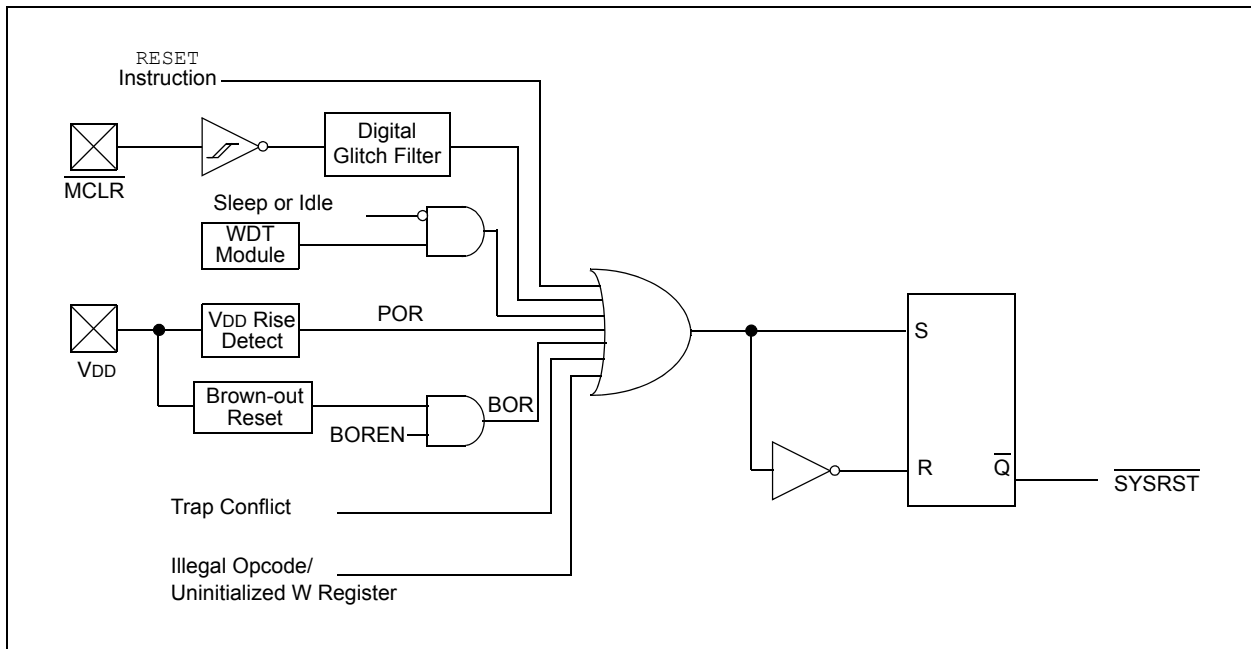 RESET
Instruction
Digital
Glitch Filter
MCLR
Sleep or Idle
WDT
Module
VDD Rise
Detect
POR
VDD
Brown-out
Reset
BOR
BOREN
Trap Conflict
Illegal Opcode/
Uninitialized W Register
S
R
Q
SYSRST